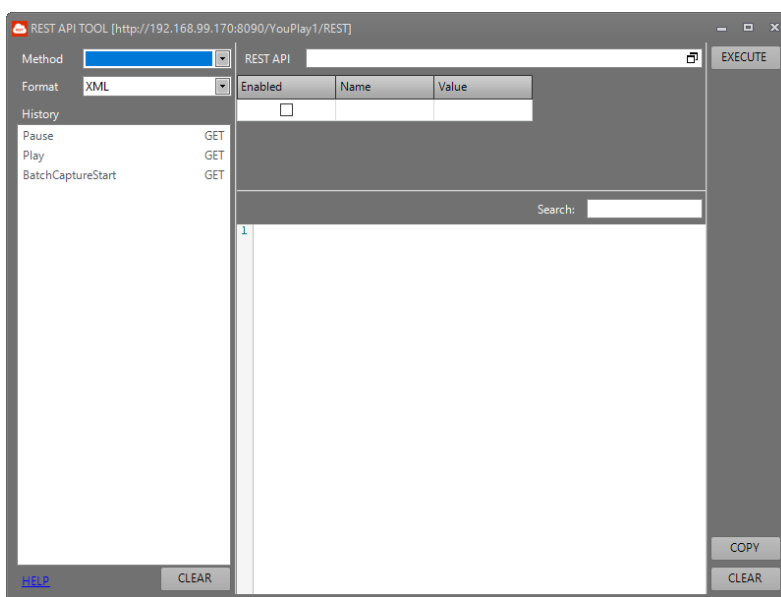 REST API TOOL [http://192.168.99.170:8090/YouPlay1/REST]
Method
REST API
EXECUTE
Format XML
Enabled Name Value
History
Pause GET
Play GET
BatchCaptureStart GET
Search:
1
COPY
HELP
CLEAR
CLEAR